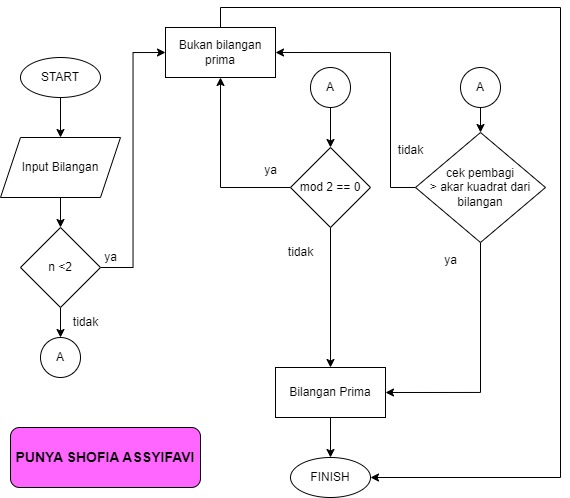 START
Input Bilangan
n <2
ya
tidak
A
Bukan bilangan
prima
A
mod 2 == 0
ya
tidak
A
cek pembagi
> akar kuadrat dari
bilangan
tidak
ya
Bilangan Prima
FINISH
PUNYA SHOFIA ASSYIFAVI